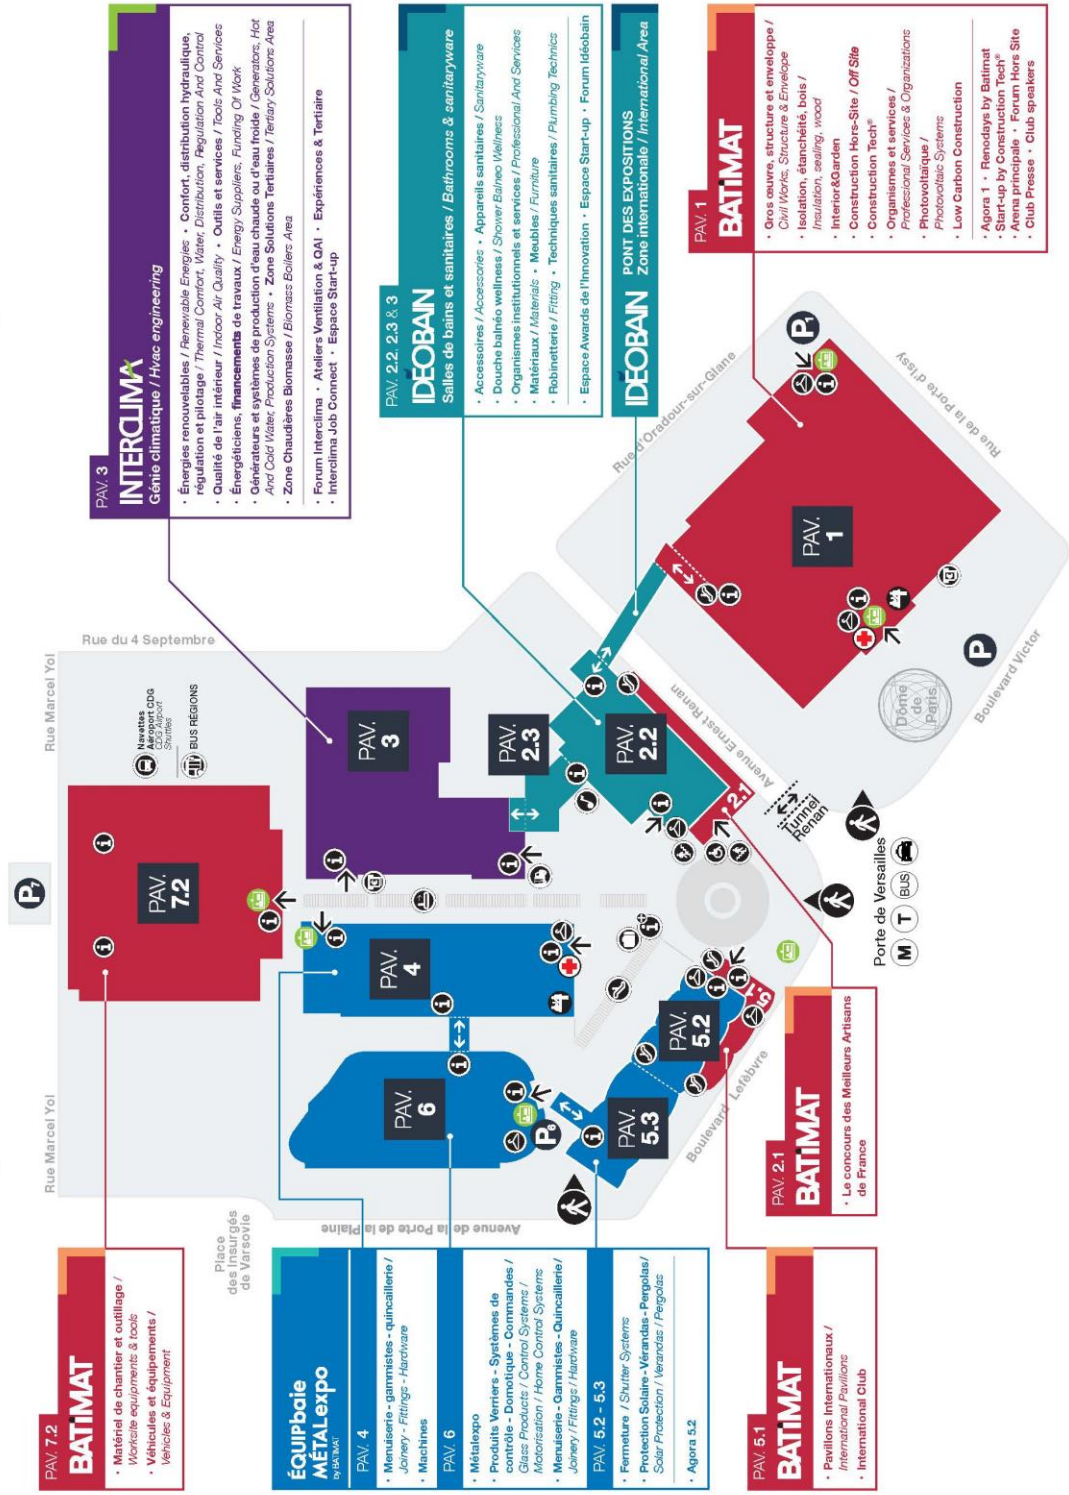 PAV. 7.2
BATIMAT
• Matériel de chantier et outillage /
Worksite equipments & tools
• Véhicules et équipements /
Vehicles & Equipment
ÉQUIPbaie
MÉTALexpo
by BATIMAT
PAV. 4
• Menuiserie - gammistes - quincaillerie /
Joinery - Fittings - Hardware
• Machines
PAV. 6
• Métalexpo
• Produits Verriers - Systèmes de
contrôle - Domotique - Commandes /
Glass Products / Control Systems /
Motorisation / Home Control Systems
• Menuiserie - Gammistes - Quincaillerie /
Joinery / Fittings / Hardware
PAV. 5.2 - 5.3
• Fermeture / Shutter Systems
• Protection Solaire - Vérandas - Pergolas /
Solar Protection / Verandas / Pergolas
• Agora 5.2
PAV. 5.1
BATIMAT
• Pavillons Internationaux /
International Pavilions
• International Club
PAV. 2.1
BATIMAT
• Le concours des Meilleurs Artisans
de France
PAV. 3
INTERCLIMA
Génie climatique / Hvac engineering
• Énergies renouvelables / Renewable Energies • Confort, distribution hydraulique,
régulation et pilotage / Thermal Comfort, Water, Distribution, Regulation And Control
• Qualité de l'air intérieur / Indoor Air Quality • Outils et services / Tools And Services
• Énergéticiens, financements de travaux / Energy Suppliers, Funding Of Work
• Générateurs et systèmes de production d'eau chaude ou d'eau froide / Generators, Hot
And Cold Water, Production Systems • Zone Solutions Tertiaires / Tertiary Solutions Area
• Zone Chaudières Biomasse / Biomass Boilers Area
• Forum Interclima • Ateliers Ventilation & QAI • Expériences & Tertiaire
• Interclima Job Connect • Espace Start-up
PAV. 2.2, 2.3 & 3
IDÉOBAIN
Salles de bains et sanitaires / Bathrooms & sanitaryware
• Accessoires / Accessories • Appareils sanitaires / Sanitaryware
• Douche balnéo wellness / Shower Balneo Wellness
• Organismes institutionnels et services / Professional And Services
• Matériaux / Materials • Meubles / Furniture
• Robinetterie / Fitting • Techniques sanitaires / Plumbing Technics
• Espace Awards de l'Innovation • Espace Start-up • Forum Idéobain
IDÉOBAIN
PONT DES EXPOSITIONS
Zone internationale / International Area
PAV. 1
BATIMAT
• Gros œuvre, structure et enveloppe /
Civil Works, Structure & Envelope
• Isolation, étanchéité, bois /
Insulation, sealing, wood
• Interior&Garden
• Construction Hors-Site / Off Site
• Construction Tech®
• Organismes et services /
Professional Services & Organizations
• Photovoltaïque /
Photovoltaic Systems
• Low Carbon Construction
• Agora 1 • Renodays by Batimat
• Start-up by Construction Tech®
• Arena principale • Forum Hors Site
• Club Presse • Club speakers
Rue Marcel Yol
Rue Marcel Yol
Rue du 4 Septembre
Place
des Insurgés
de Varsovie
Avenue de la Porte de la Plaine
Boulevard Lefèbvre
Avenue Ernest Renan
Rue d'Oradour-sur-Glane
Rue de la Porte d'Issy
Boulevard Victor
P7
Navettes
Aéroport CDG
CDG Airport
Shuttles
BUS RÉGIONS
PAV.
7.2
PAV.
3
PAV.
4
PAV.
6
P6
PAV.
5.3
PAV.
5.2
5.1
PAV.
2.3
PAV.
2.2
2.1
PAV.
1
P1
P
Dôme
de
Paris
Tunnel
Renan
Porte de Versailles
M T BUS